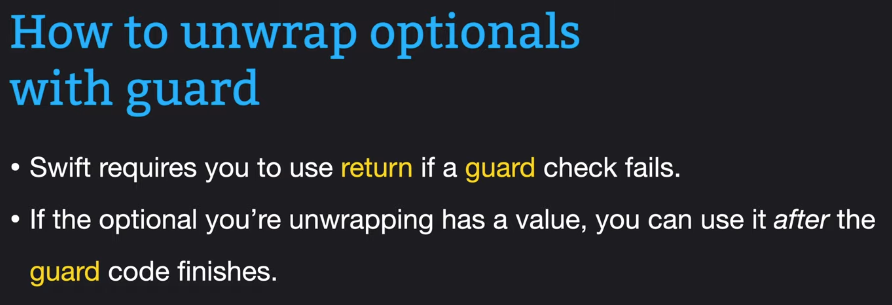 How to unwrap optionals
with guard
• Swift requires you to use return if a guard check fails.
• If the optional you’re unwrapping has a value, you can use it after the
guard code finishes.